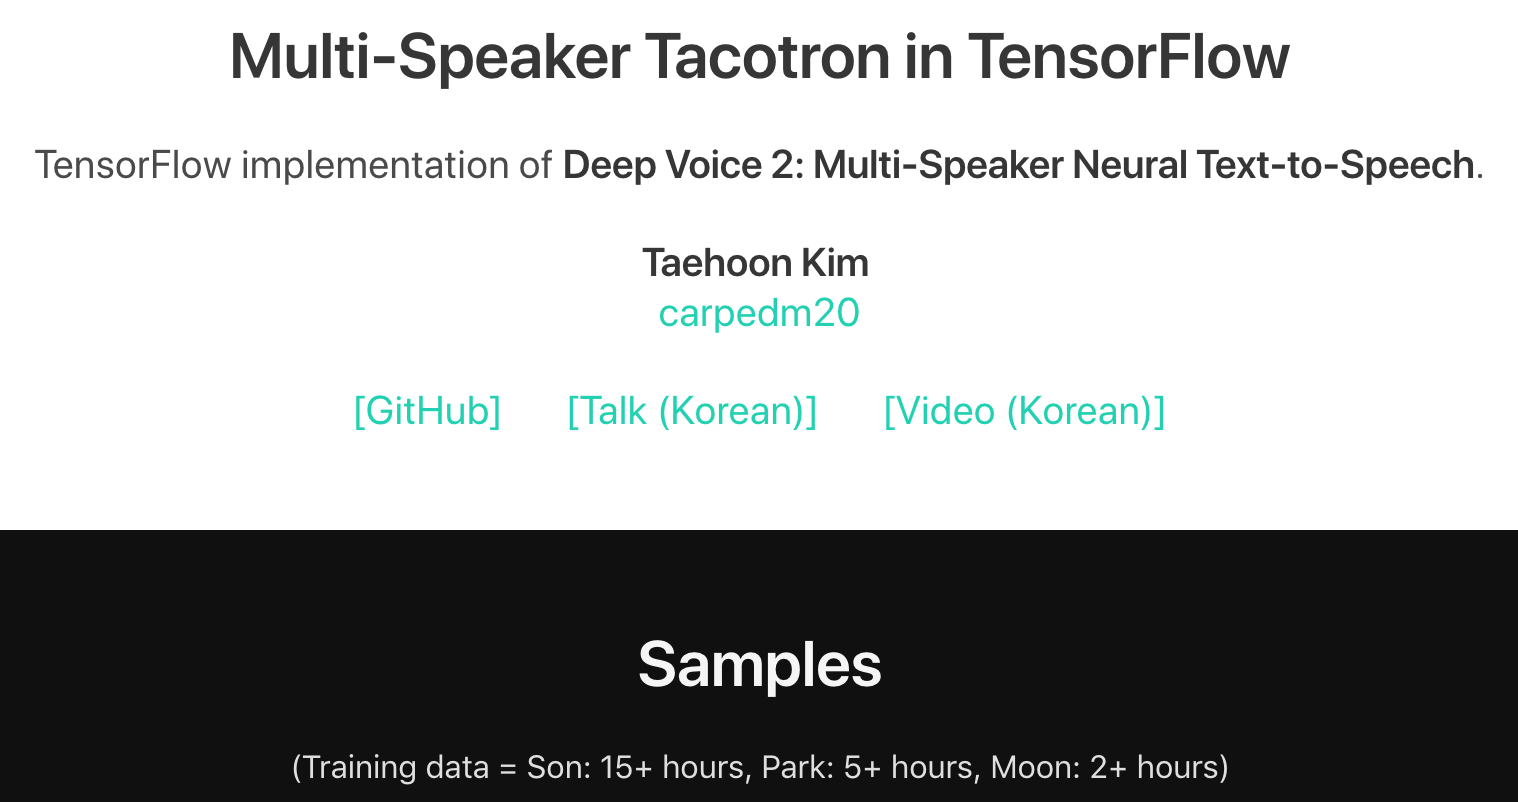 Multi-Speaker Tacotron in TensorFlow
TensorFlow implementation of Deep Voice 2: Multi-Speaker Neural Text-to-Speech.
Taehoon Kim
carpedm20
[GitHub] [Talk (Korean)] [Video (Korean)]
Samples
(Training data = Son: 15+ hours, Park: 5+ hours, Moon: 2+ hours)